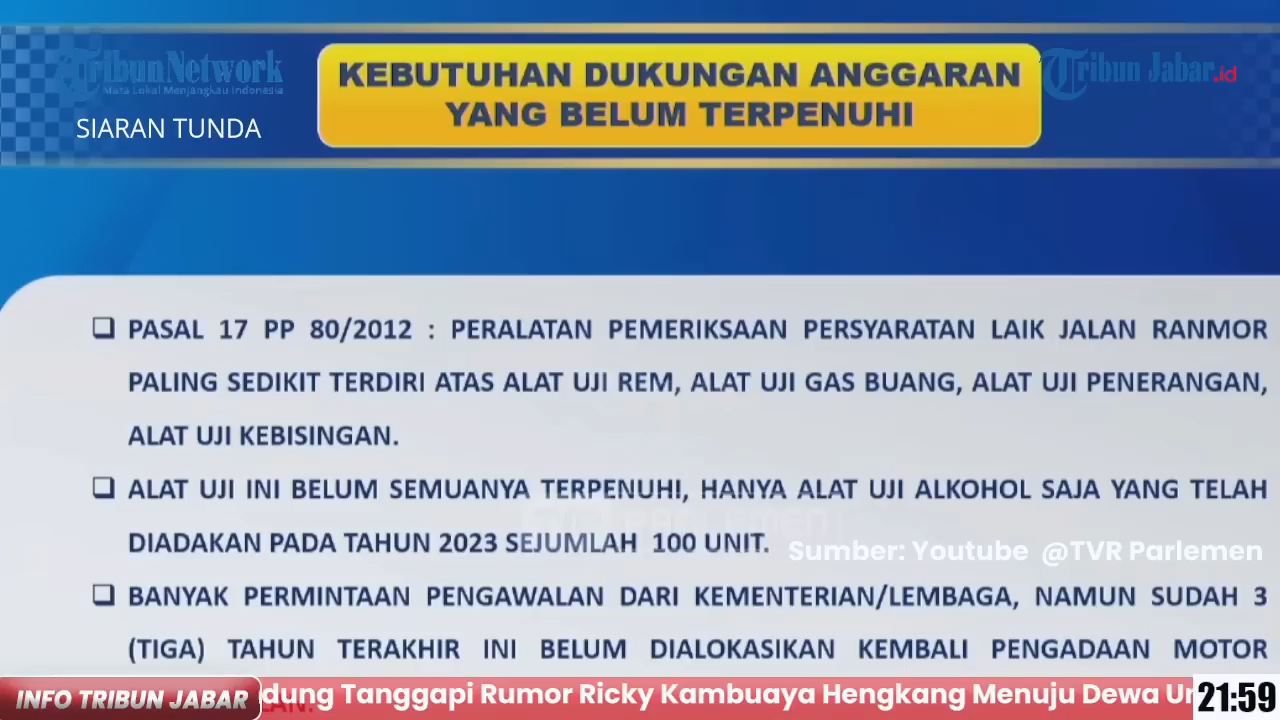 TribunNetwork
Mata Lokal Menjangkau Indonesia
SIARAN TUNDA
KEBUTUHAN DUKUNGAN ANGGARAN
YANG BELUM TERPENUHI
Tribun Jabar.id
❑ PASAL 17 PP 80/2012 : PERALATAN PEMERIKSAAN PERSYARATAN LAIK JALAN RANMOR
PALING SEDIKIT TERDIRI ATAS ALAT UJI REM, ALAT UJI GAS BUANG, ALAT UJI PENERANGAN,
ALAT UJI KEBISINGAN.
❑ ALAT UJI INI BELUM SEMUANYA TERPENUHI, HANYA ALAT UJI ALKOHOL SAJA YANG TELAH
DIADAKAN PADA TAHUN 2023 SEJUMLAH 100 UNIT.
Sumber: Youtube @TVR Parlemen
❑ BANYAK PERMINTAAN PENGAWALAN DARI KEMENTERIAN/LEMBAGA, NAMUN SUDAH 3
(TIGA) TAHUN TERAKHIR INI BELUM DIALOKASIKAN KEMBALI PENGADAAN MOTOR
INFO TRIBUN JABAR
dung Tanggapi Rumor Ricky Kambuaya Hengkang Menuju Dewa Un
21:59